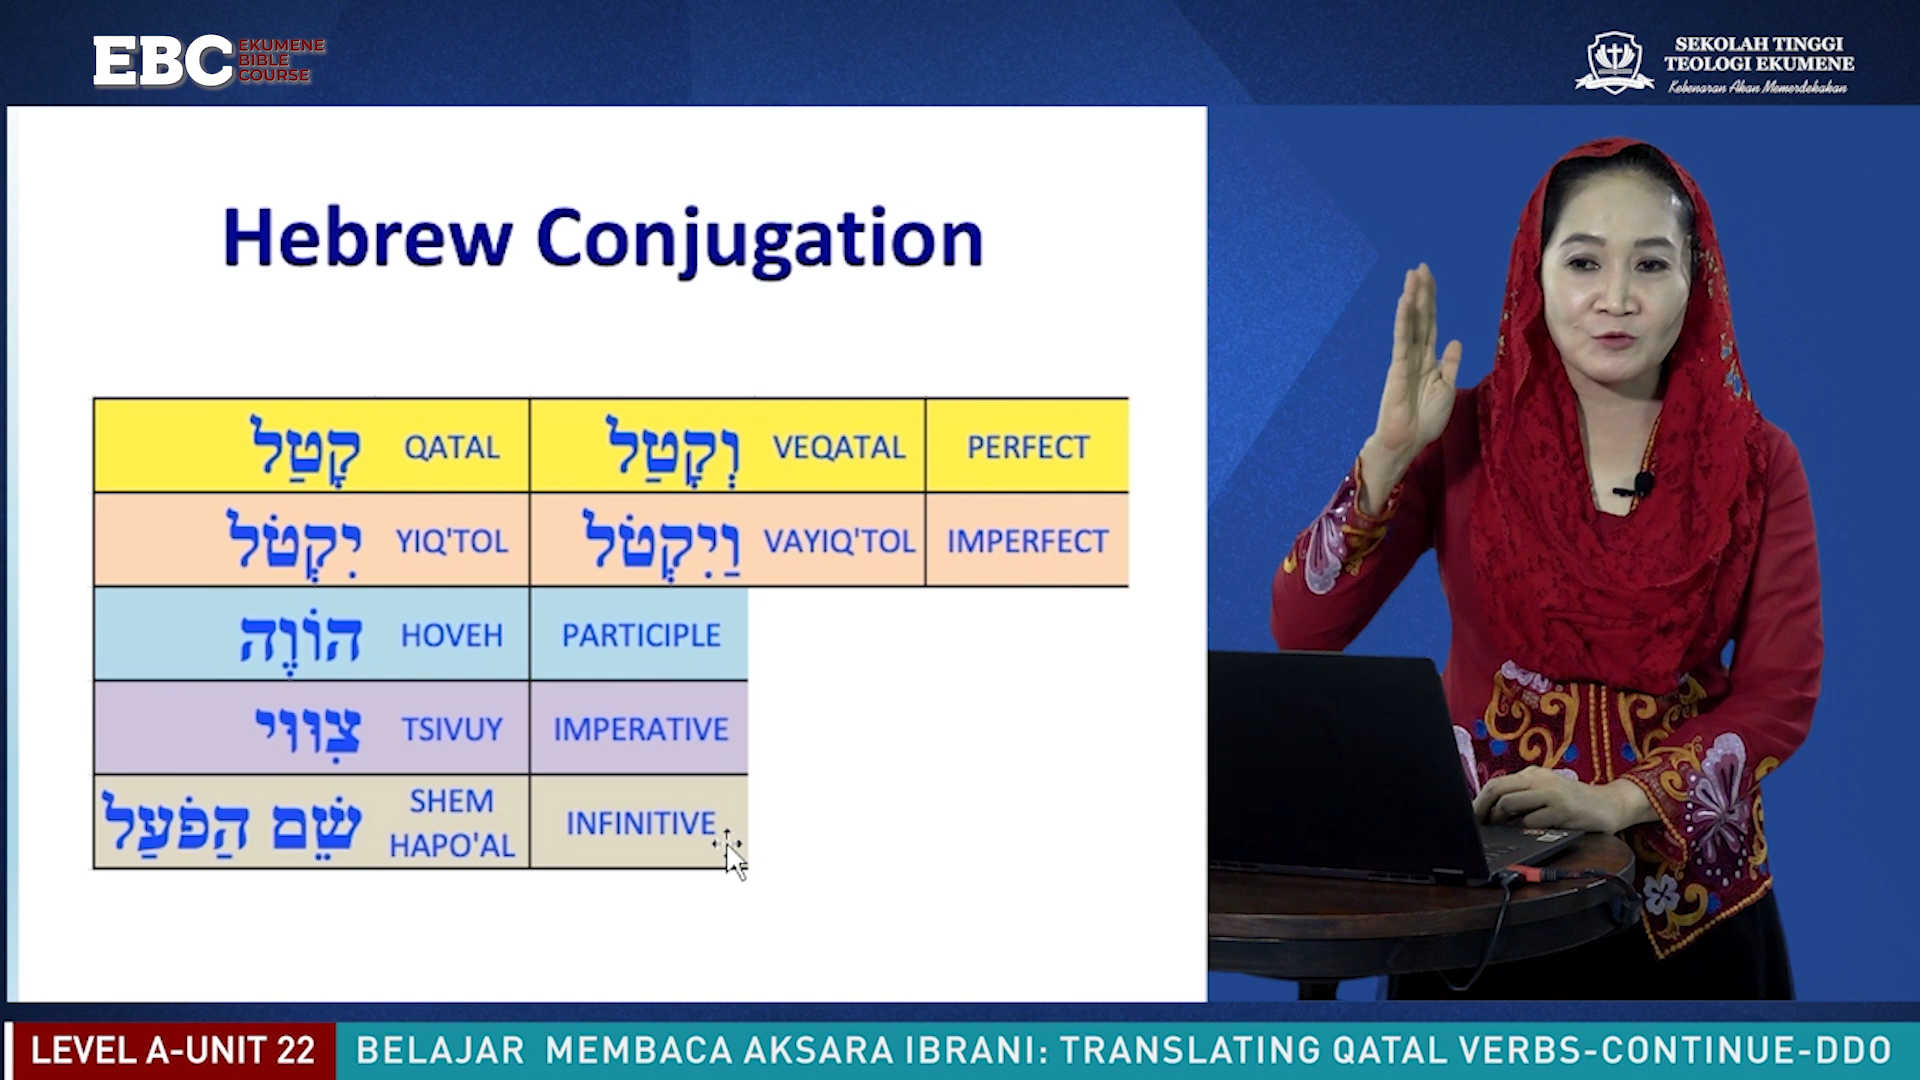 EBC
EKUMENE
BIBLE
COURSE
SEKOLAH TINGGI
TEOLOGI EKUMENE
Kebenaran Akan Memerdekakan
Hebrew Conjugation
קָטַל QATAL וְקָטַל VEQATAL PERFECT
יִקְטֹל YIQ'TOL וַיִקְטֹל VAYIQ'TOL IMPERFECT
הוֹוֶה HOVEH PARTICIPLE
צִוּוּי TSIVUY IMPERATIVE
שֵׁם הַפֹּעַל SHEM HAPO'AL INFINITIVE
LEVEL A-UNIT 22
BELAJAR MEMBACA AKSARA IBRANI: TRANSLATING QATAL VERBS-CONTINUE-DDO